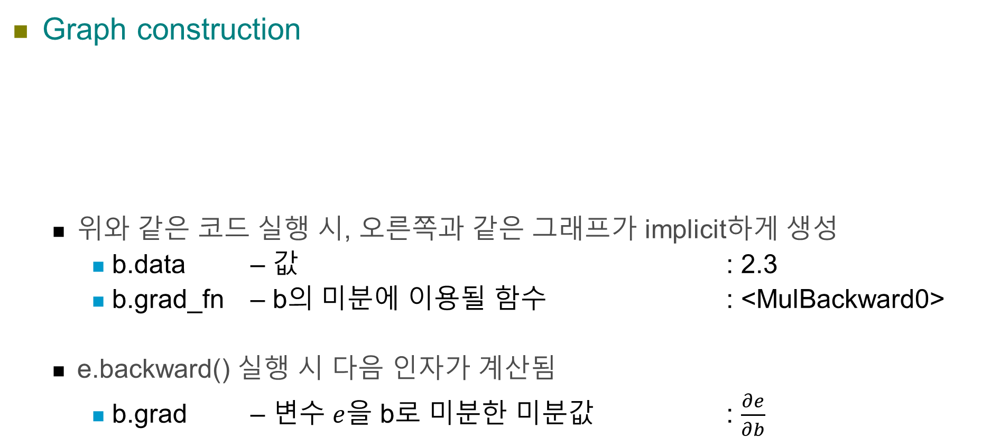 Graph construction
위와 같은 코드 실행 시, 오른쪽과 같은 그래프가 implicit하게 생성
b.data – 값 : 2.3
b.grad_fn – b의 미분에 이용될 함수 : <MulBackward0>
e.backward() 실행 시 다음 인자가 계산됨
b.grad – 변수 𝑒을 b로 미분한 미분값 : ∂𝑒/∂𝑏